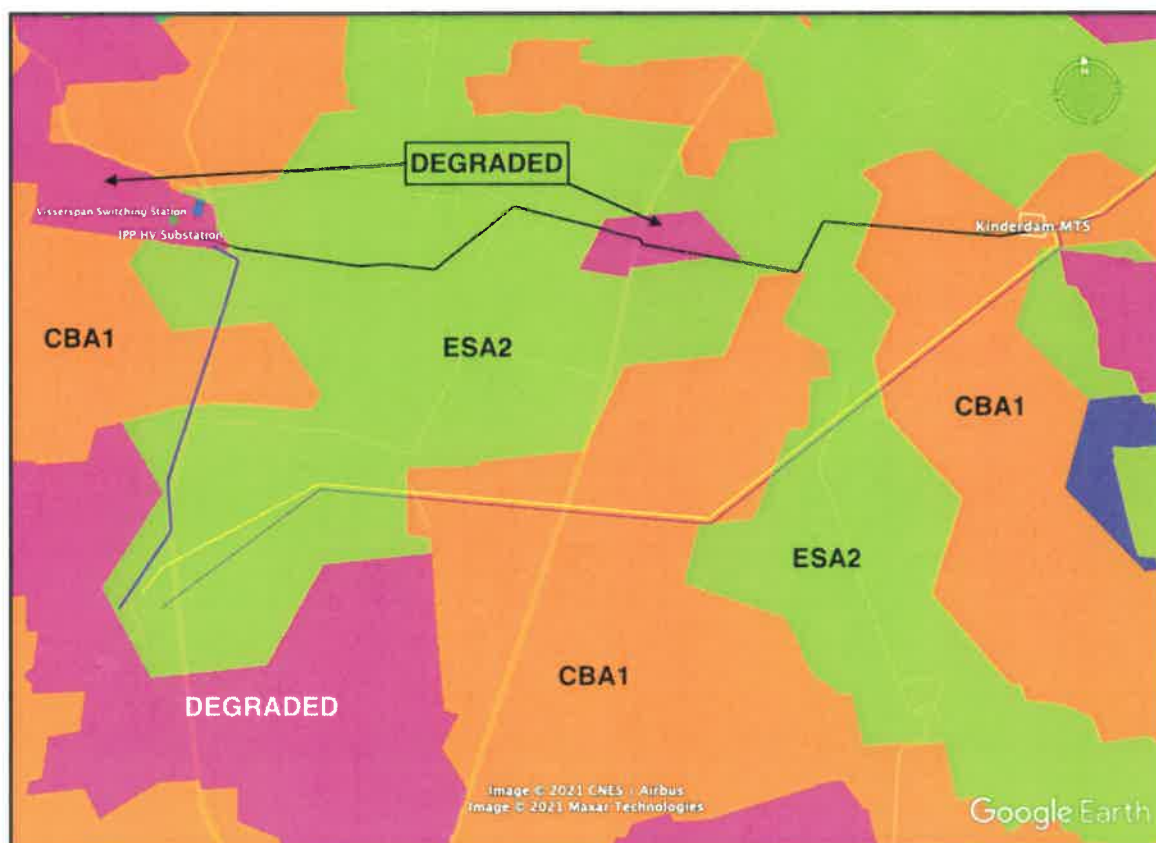 N
DEGRADED
Visserspan Switching Station
IPP HV Substation
Kinderdam MTS
CBA1
ESA2
CBA1
ESA2
CBA1
DEGRADED
Image © 2021 CNES / Airbus
Image © 2021 Maxar Technologies
Google Earth